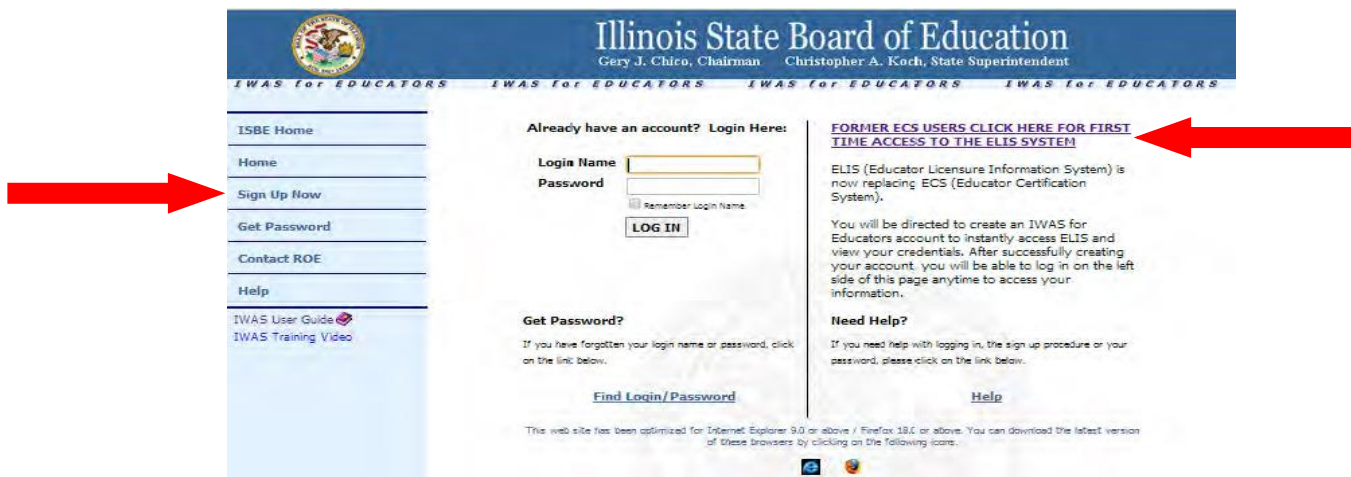 Illinois State Board of Education
Gery J. Chico, Chairman Christopher A. Koch, State Superintendent
IWAS for EDUCATORS IWAS for EDUCATORS IWAS for EDUCATORS IWAS for EDUCATORS
ISBE Home
Home
Sign Up Now
Get Password
Contact ROE
Help
IWAS User Guide
IWAS Training Video
Already have an account? Login Here:
Login Name
Password
Remember Login Name
LOG IN
Get Password?
If you have forgotten your login name or password, click
on the link below.
Find Login/Password
FORMER ECS USERS CLICK HERE FOR FIRST
TIME ACCESS TO THE ELIS SYSTEM
ELIS (Educator Licensure Information System) is
now replacing ECS (Educator Certification
System).
You will be directed to create an IWAS for
Educators account to instantly access ELIS and
view your credentials. After successfully creating
your account, you will be able to log in on the left
side of this page anytime to access your
information.
Need Help?
If you need help with logging in, the sign up procedure or your
password, please click on the link below.
Help
This web site has been optimized for Internet Explorer 9.0 or above / Firefox 18.0 or above. You can download the latest version
of these browsers by clicking on the following icons.